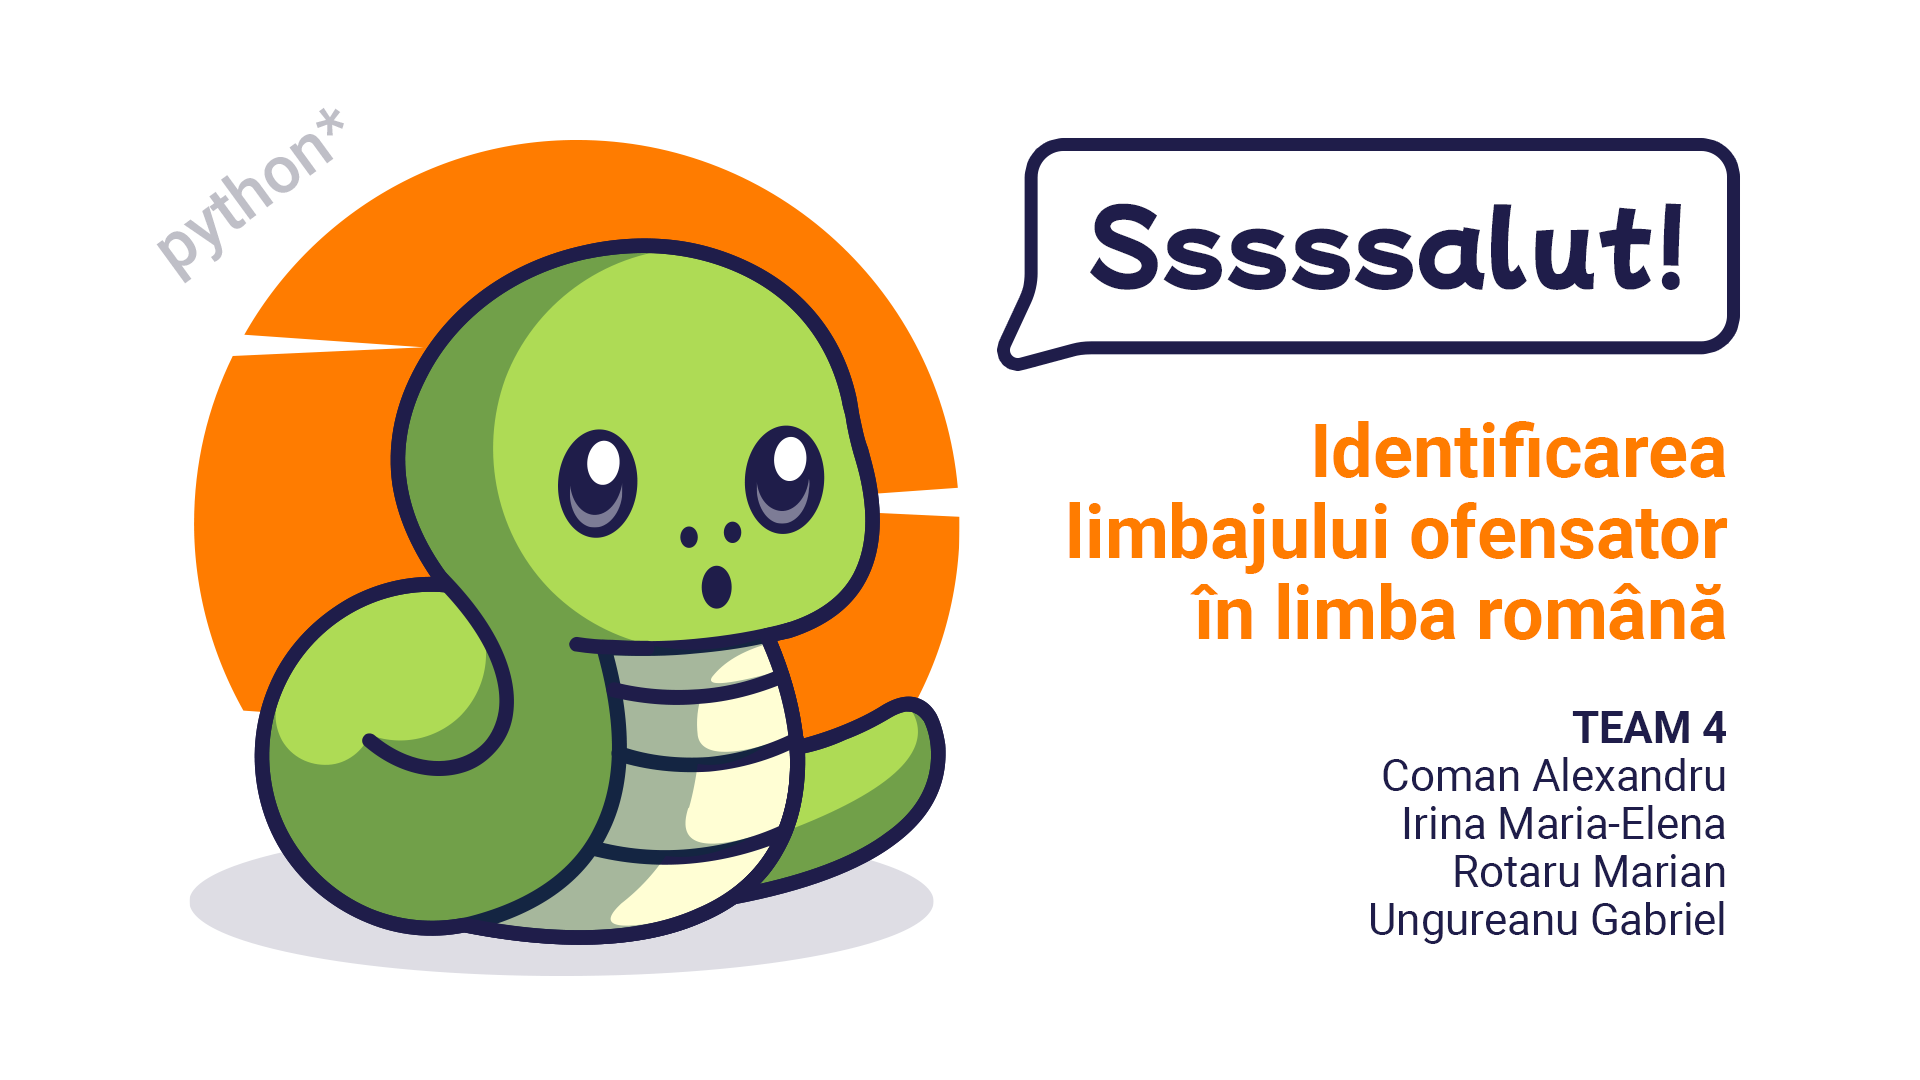 python*
Sssssalut!
Identificarea
limbajului ofensator
în limba română
TEAM 4
Coman Alexandru
Irina Maria-Elena
Rotaru Marian
Ungureanu Gabriel